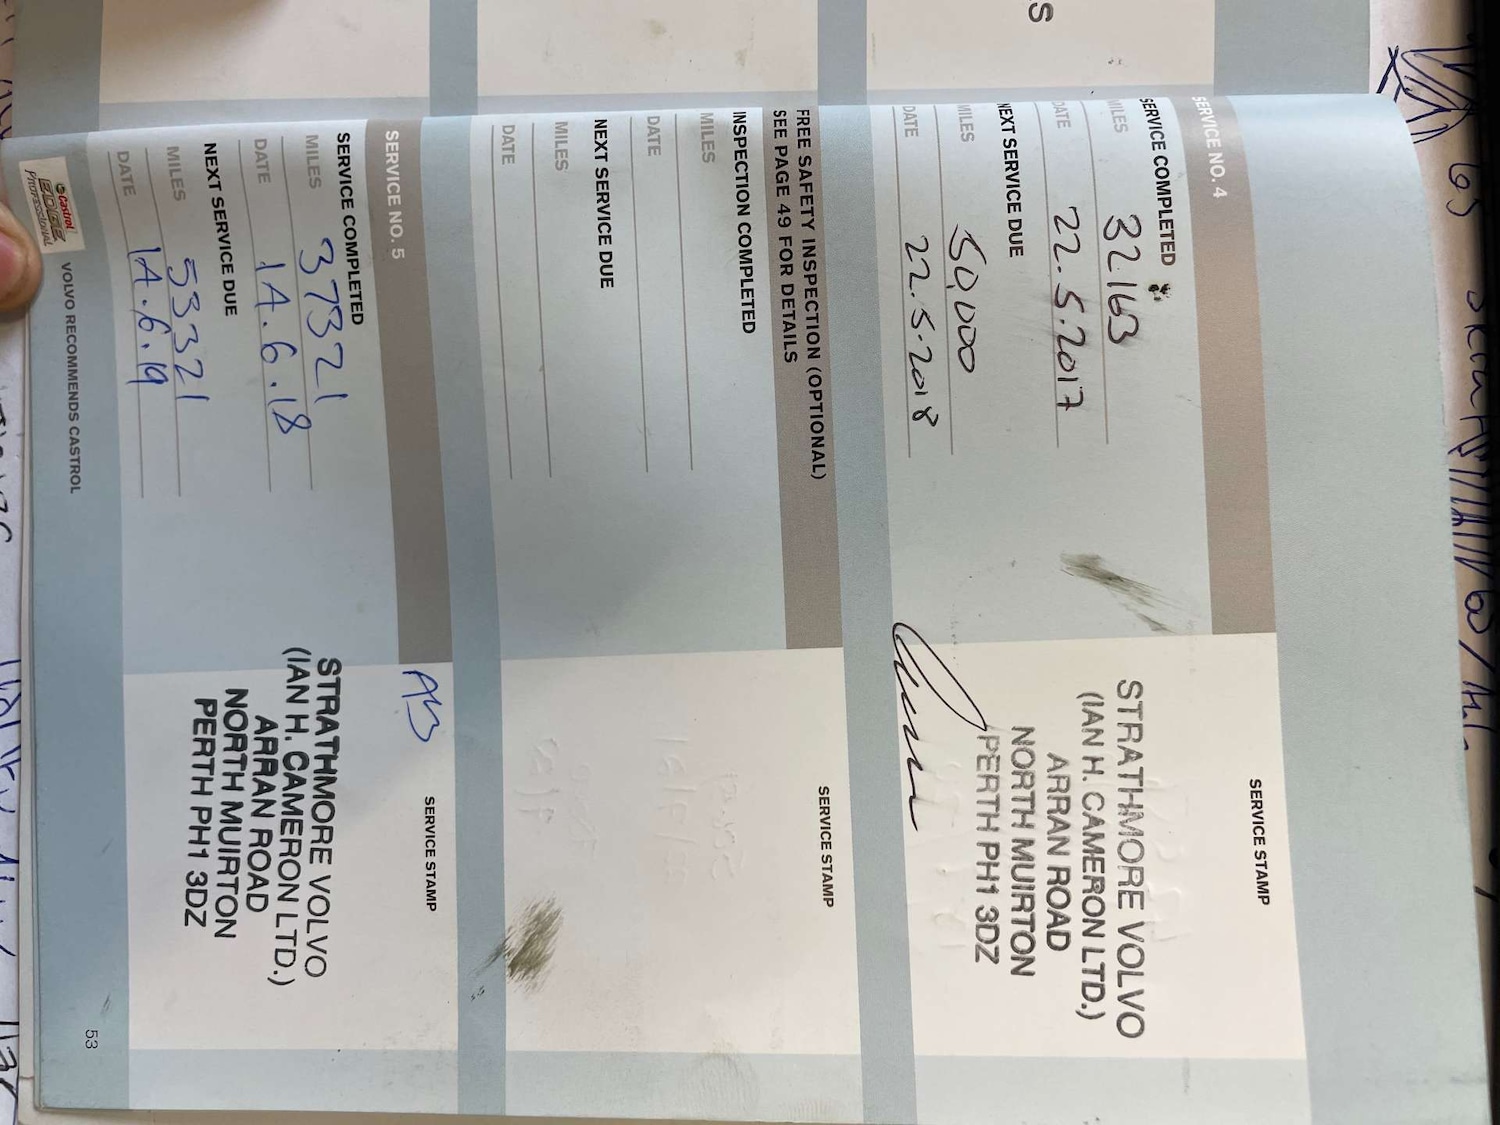 SERVICE NO. 4
SERVICE COMPLETED
MILES 32.163
DATE 22.5.2017
NEXT SERVICE DUE
MILES 50,000
DATE 22.5.2018
SERVICE STAMP
STRATHMORE VOLVO
(IAN H. CAMERON LTD.)
ARRAN ROAD
NORTH MUIRTON
PERTH PH1 3DZ
FREE SAFETY INSPECTION (OPTIONAL)
SEE PAGE 49 FOR DETAILS
INSPECTION COMPLETED
MILES
DATE
NEXT SERVICE DUE
MILES
DATE
SERVICE STAMP
SERVICE NO. 5
SERVICE COMPLETED
MILES 37321
DATE 14.6.18
NEXT SERVICE DUE
MILES 53321
DATE 14.6.19
SERVICE STAMP
STRATHMORE VOLVO
(IAN H. CAMERON LTD.)
ARRAN ROAD
NORTH MUIRTON
PERTH PH1 3DZ
Castrol
EDGE
Professional
VOLVO RECOMMENDS CASTROL
53